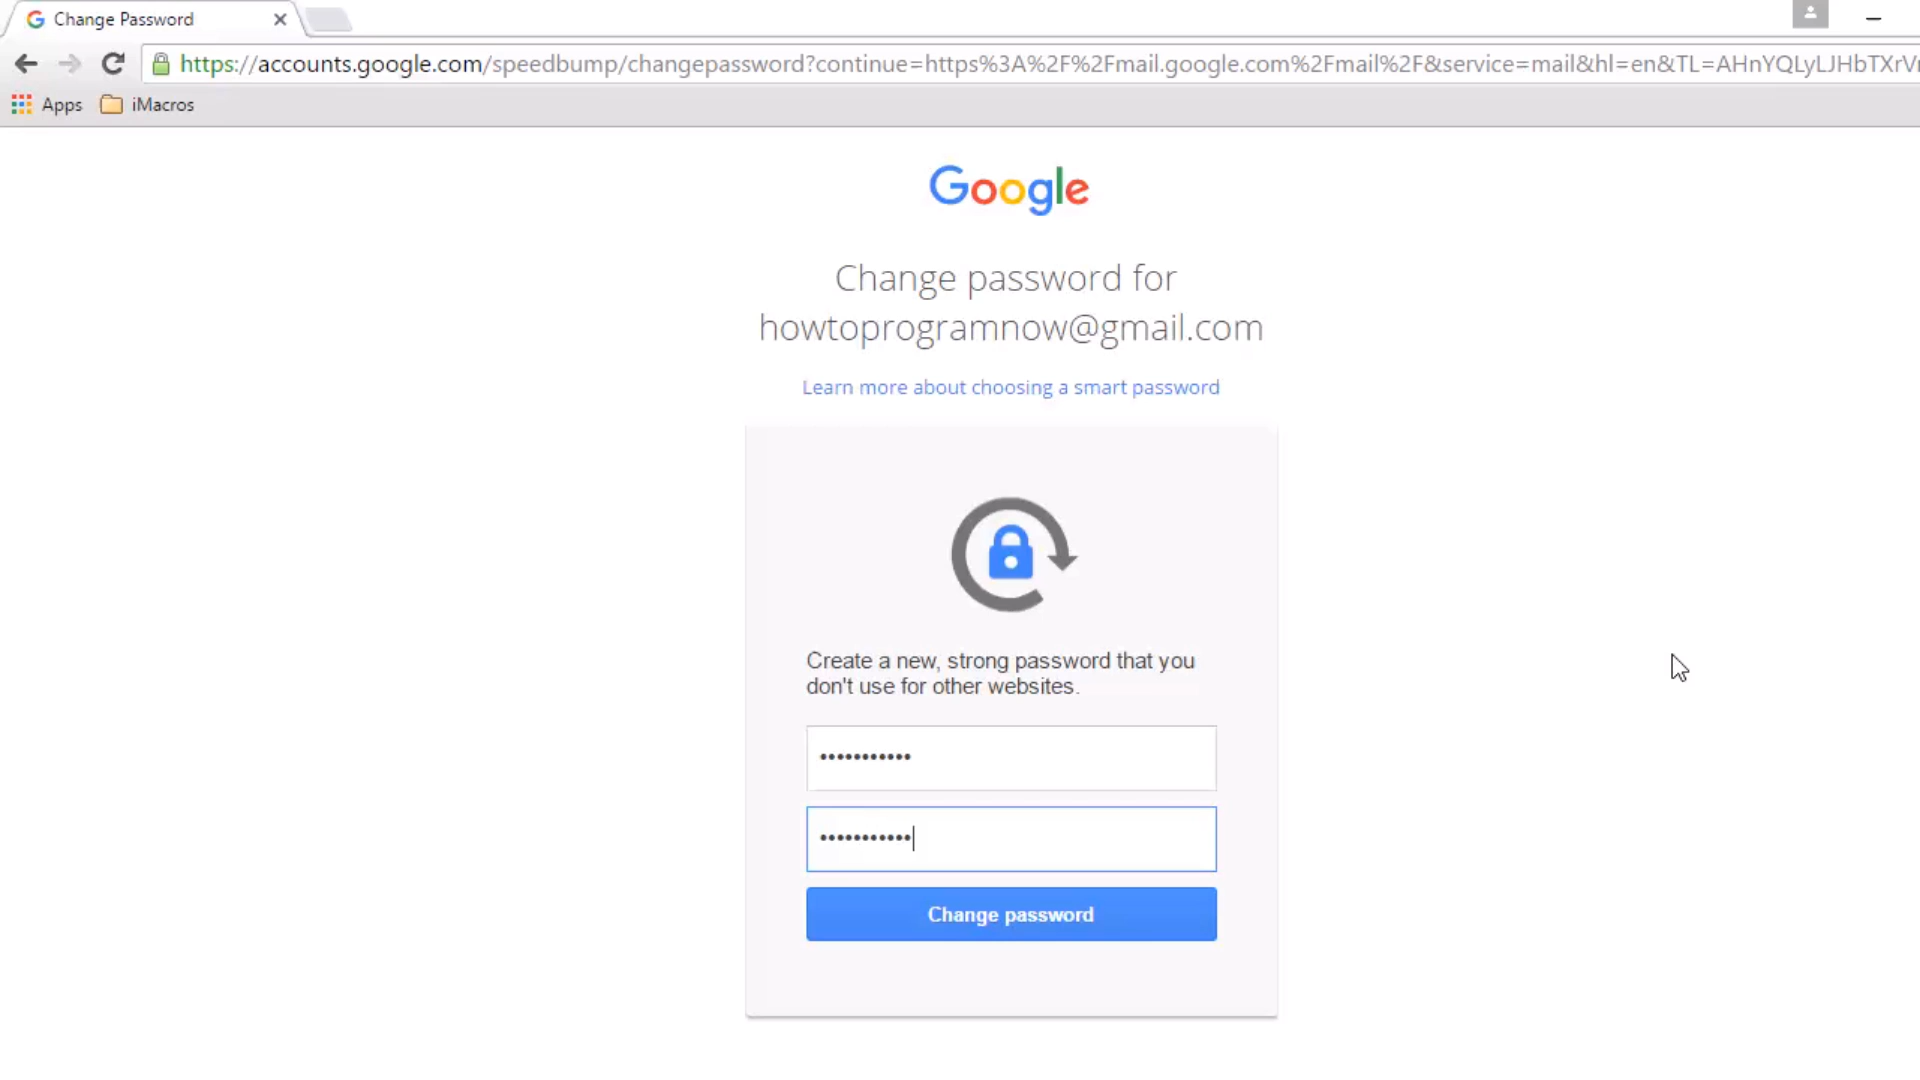 Change Password
https://accounts.google.com/speedbump/changepassword?continue=https%3A%2F%2Fmail.google.com%2Fmail%2F&service=mail&hl=en&TL=AHnYQLyLJHbTXrV
Apps
iMacros
Google
Change password for
howtoprogramnow@gmail.com
Learn more about choosing a smart password
Create a new, strong password that you
don't use for other websites.
•••••••••••
•••••••••••
Change password